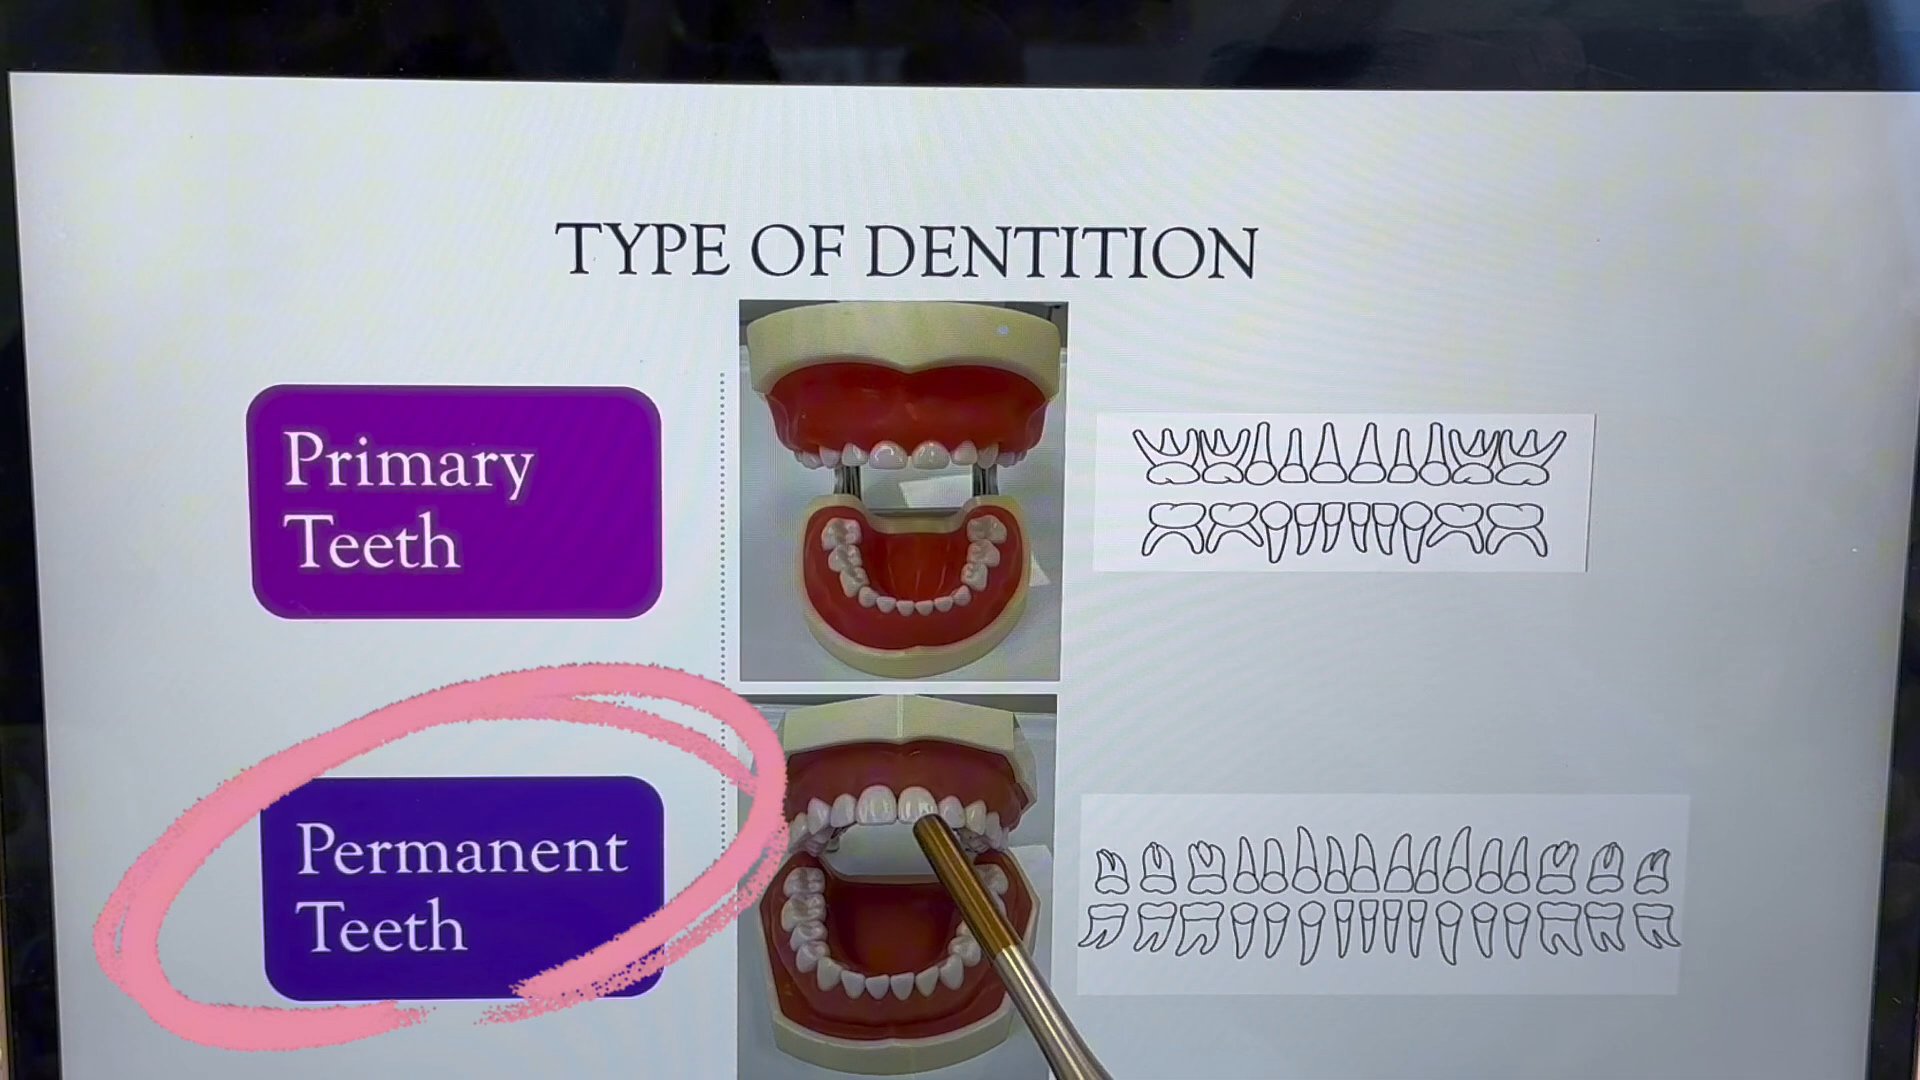 TYPE OF DENTITION
Primary
Teeth
Permanent
Teeth